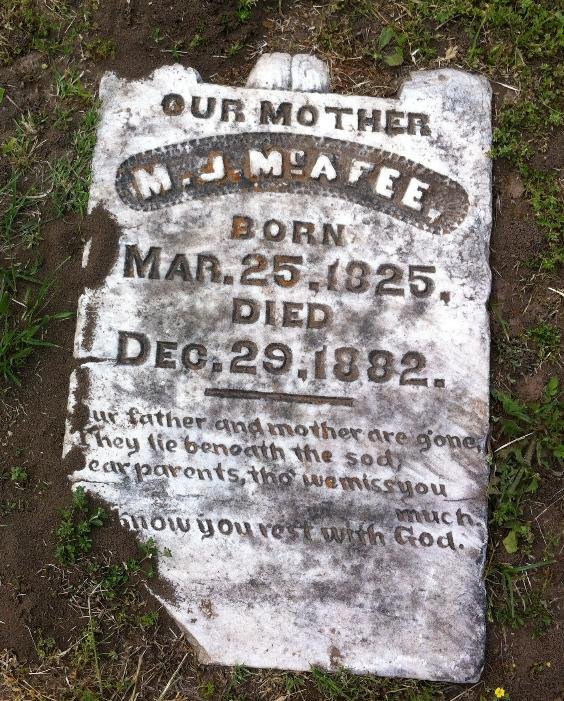 OUR MOTHER
M. J. McAFEE.
BORN
MAR. 25, 1825,
DIED
DEC. 29, 1882.
ur father and mother are gone,
They lie beneath the sod;
ear parents, tho' we miss you
much,
know you rest with God.